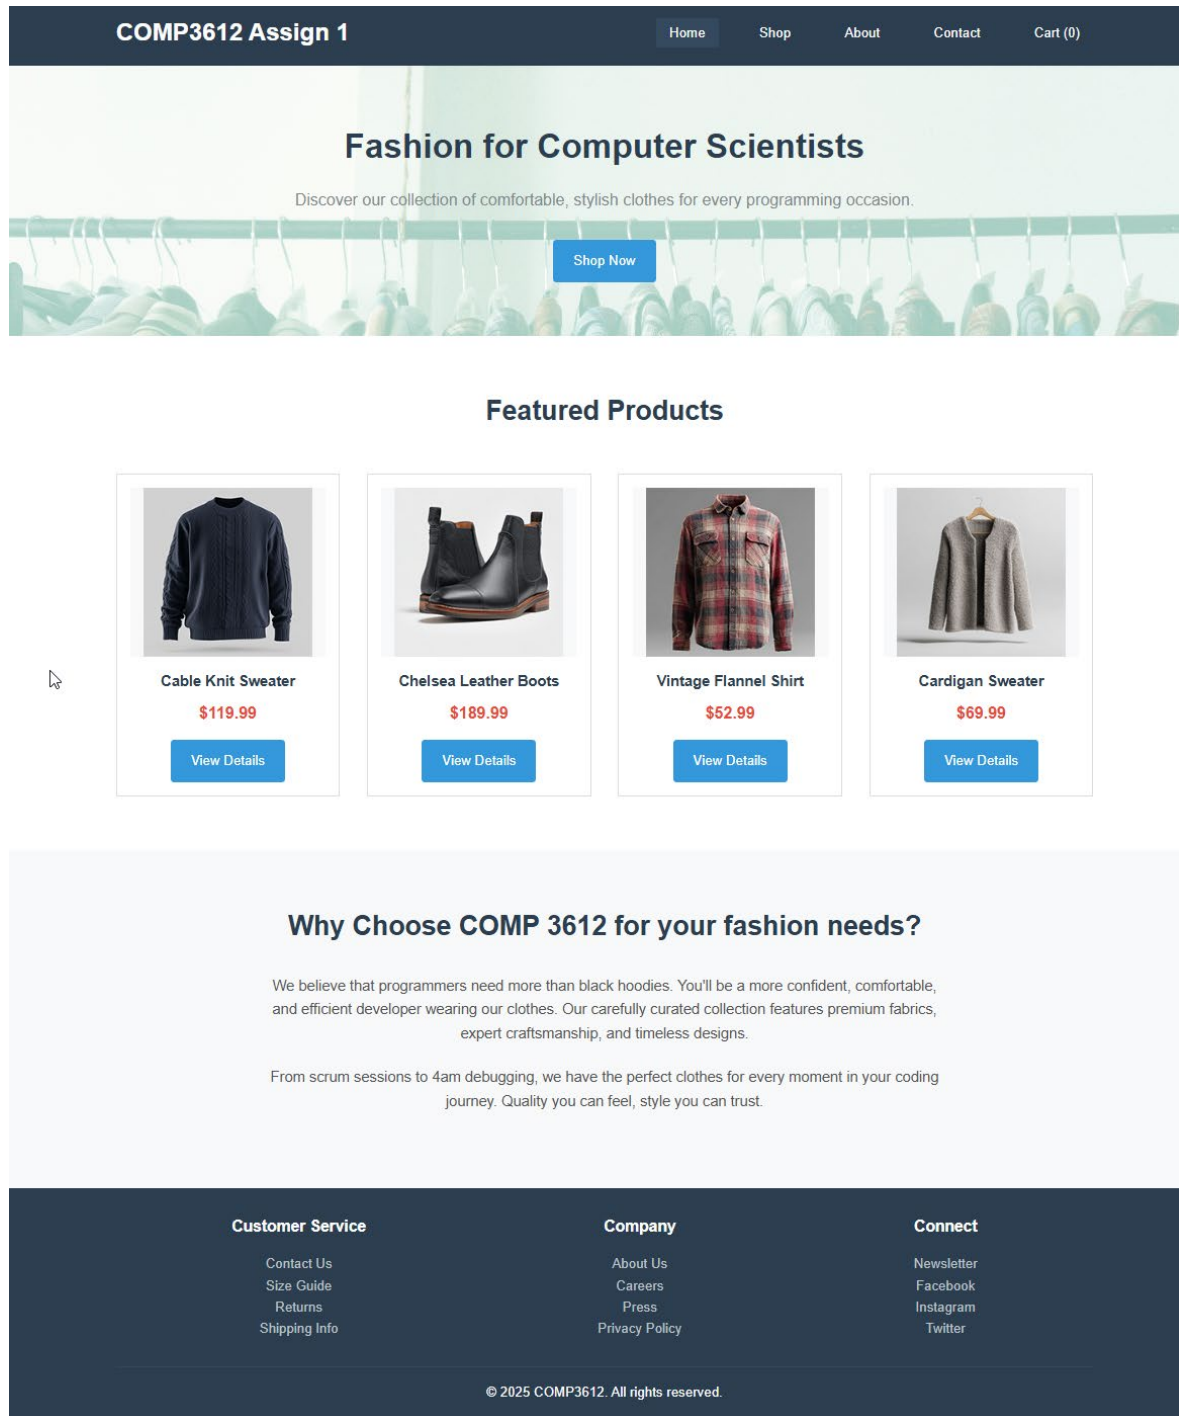 COMP3612 Assign 1
Home Shop About Contact Cart (0)
Fashion for Computer Scientists
Discover our collection of comfortable, stylish clothes for every programming occasion.
Shop Now
Featured Products
Cable Knit Sweater
$119.99
View Details
Chelsea Leather Boots
$189.99
View Details
Vintage Flannel Shirt
$52.99
View Details
Cardigan Sweater
$69.99
View Details
Why Choose COMP 3612 for your fashion needs?
We believe that programmers need more than black hoodies. You'll be a more confident, comfortable,
and efficient developer wearing our clothes. Our carefully curated collection features premium fabrics,
expert craftsmanship, and timeless designs.
From scrum sessions to 4am debugging, we have the perfect clothes for every moment in your coding
journey. Quality you can feel, style you can trust.
Customer Service
Contact Us
Size Guide
Returns
Shipping Info
Company
About Us
Careers
Press
Privacy Policy
Connect
Newsletter
Facebook
Instagram
Twitter
© 2025 COMP3612. All rights reserved.